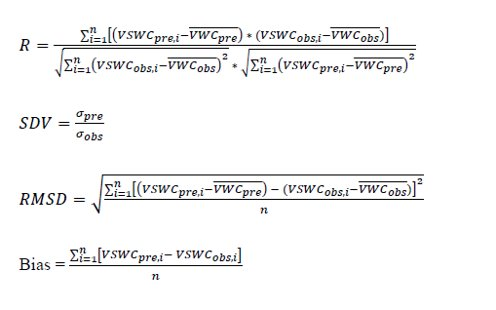 R = \frac{\sum_{i=1}^{n}[(VSWC_{pre,i}-\overline{VWC_{pre}})*(VSWC_{obs,i}-\overline{VWC_{obs}})]}{\sqrt{\sum_{i=1}^{n}(VSWC_{obs,i}-\overline{VWC_{obs}})^2}*\sqrt{\sum_{i=1}^{n}(VSWC_{pre,i}-\overline{VWC_{pre}})^2}}
SDV = \frac{\sigma_{pre}}{\sigma_{obs}}
RMSD = \sqrt{\frac{\sum_{i=1}^{n}[(VSWC_{pre,i}-\overline{VWC_{pre}})-(VSWC_{obs,i}-\overline{VWC_{obs}})]^2}{n}}
Bias = \frac{\sum_{i=1}^{n}[VSWC_{pre,i}-VSWC_{obs,i}]}{n}